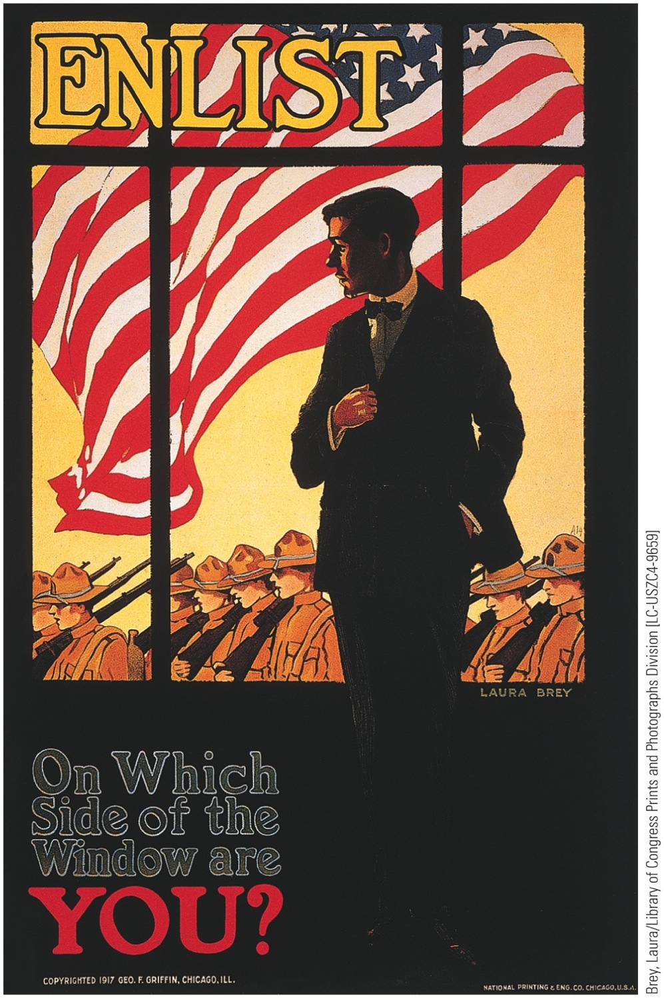 ENLIST
LAURA BREY
On Which
Side of the
Window are
YOU?
COPYRIGHTED 1917 GEO. F. GRIFFIN, CHICAGO, ILL.
NATIONAL PRINTING & ENG. CO. CHICAGO, U.S.A.
Brey, Laura/Library of Congress Prints and Photographs Division [LC-USZC4-9659]